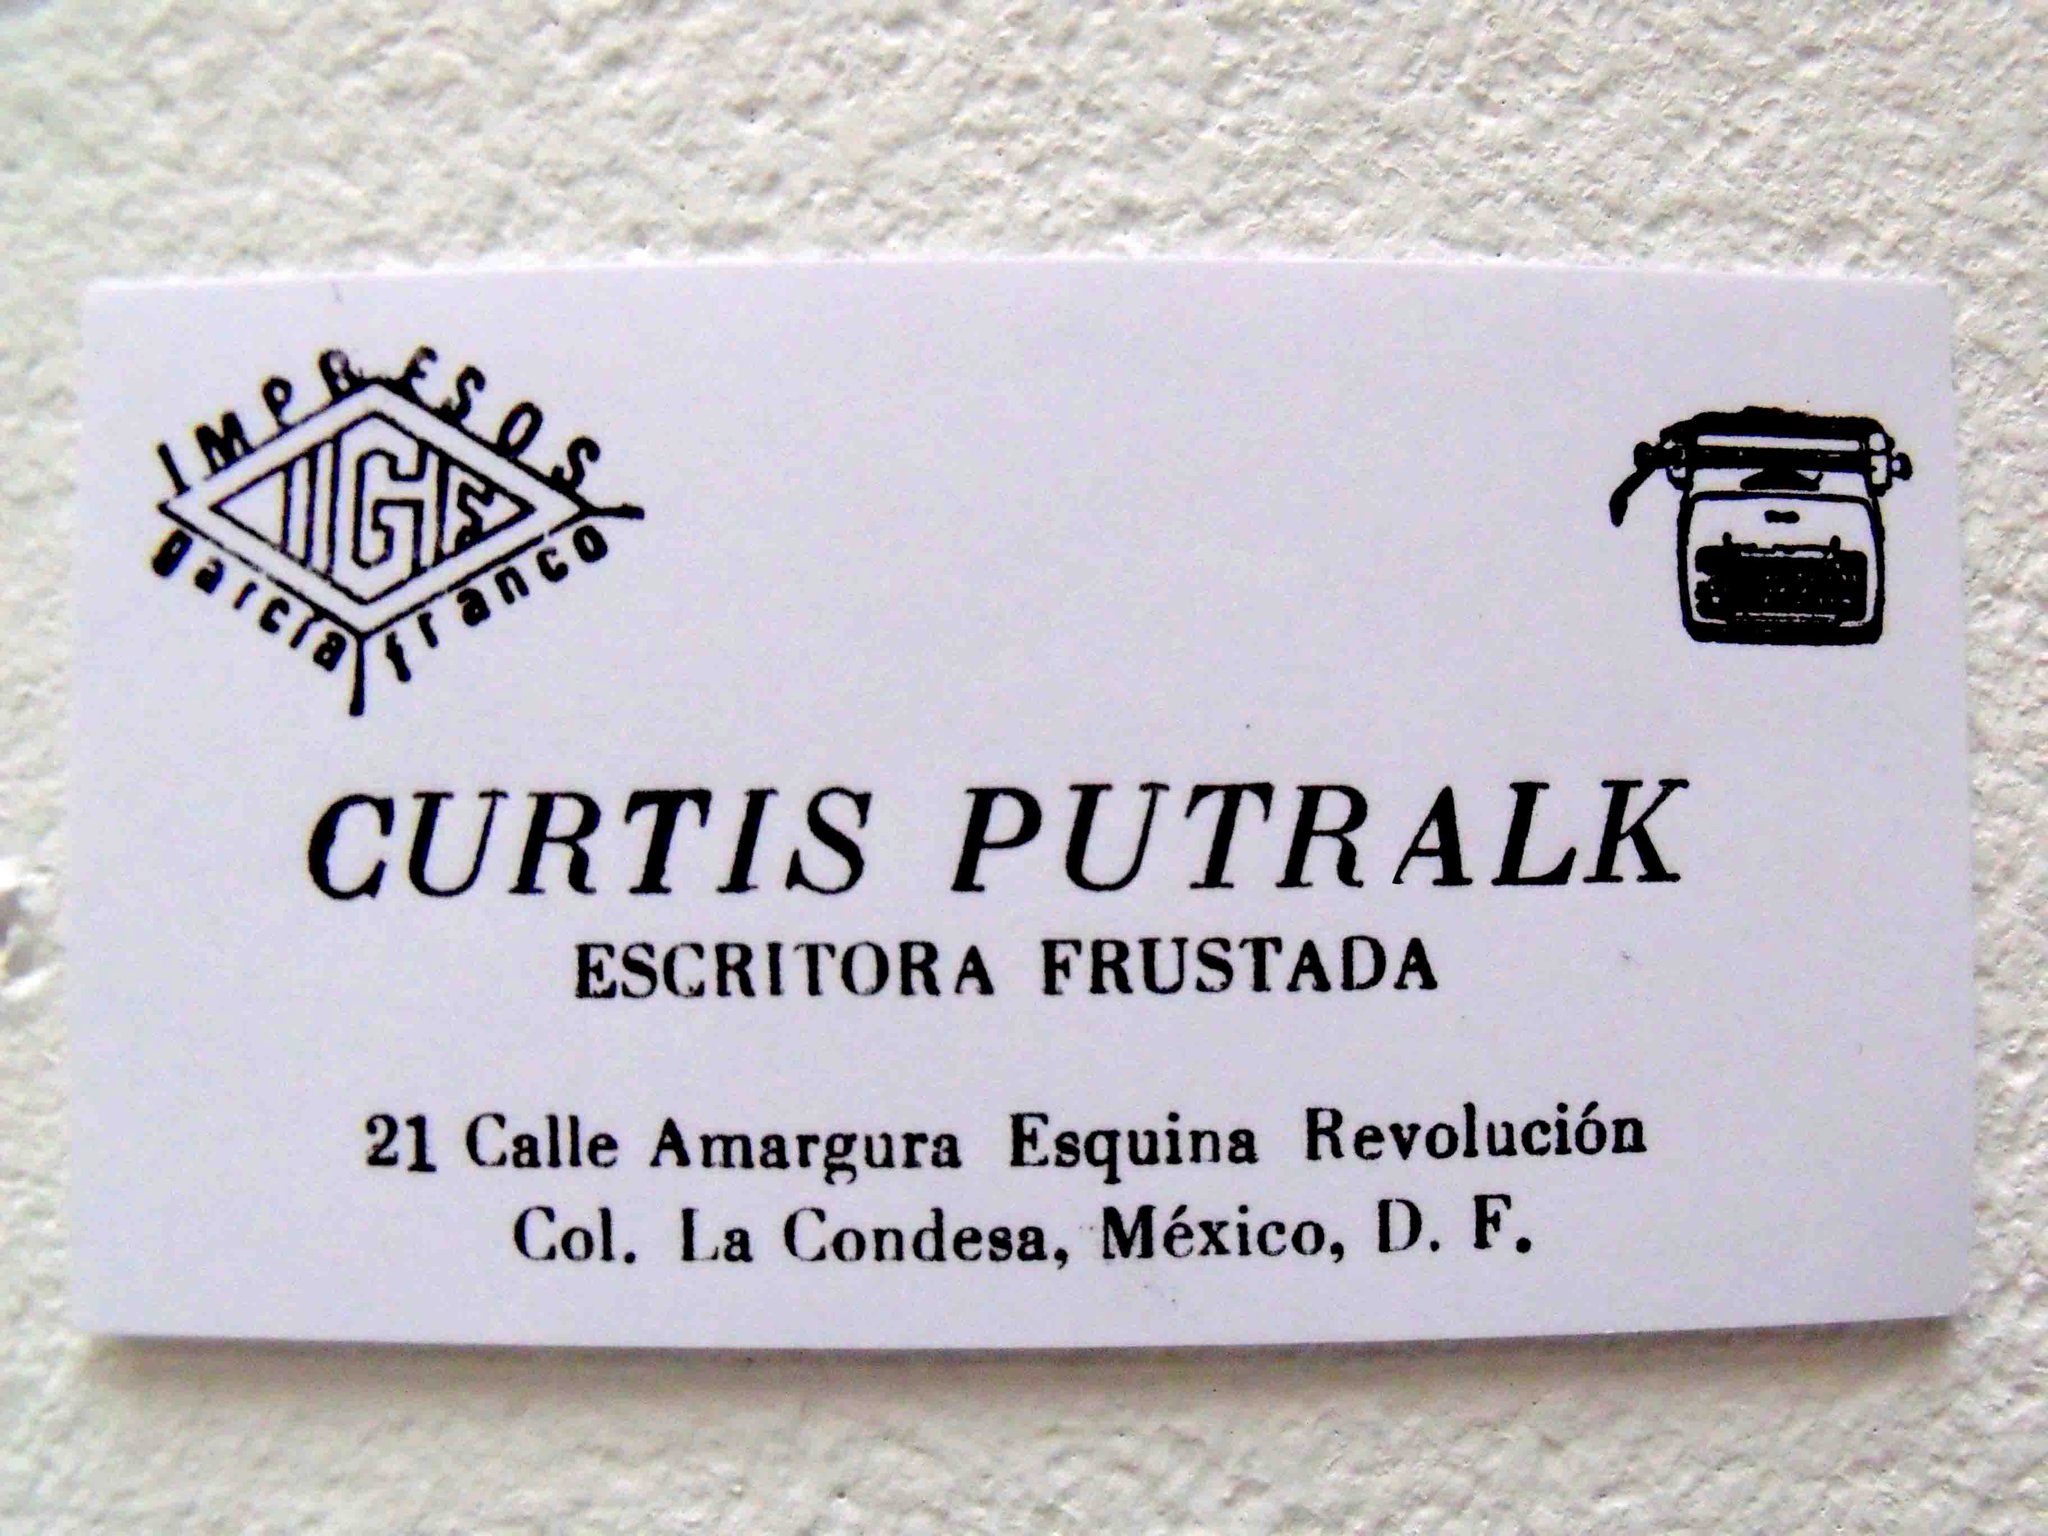 IMPRESOS
IGF
garcía franco
CURTIS PUTRALK
ESCRITORA FRUSTADA
21 Calle Amargura Esquina Revolución
Col. La Condesa, México, D. F.